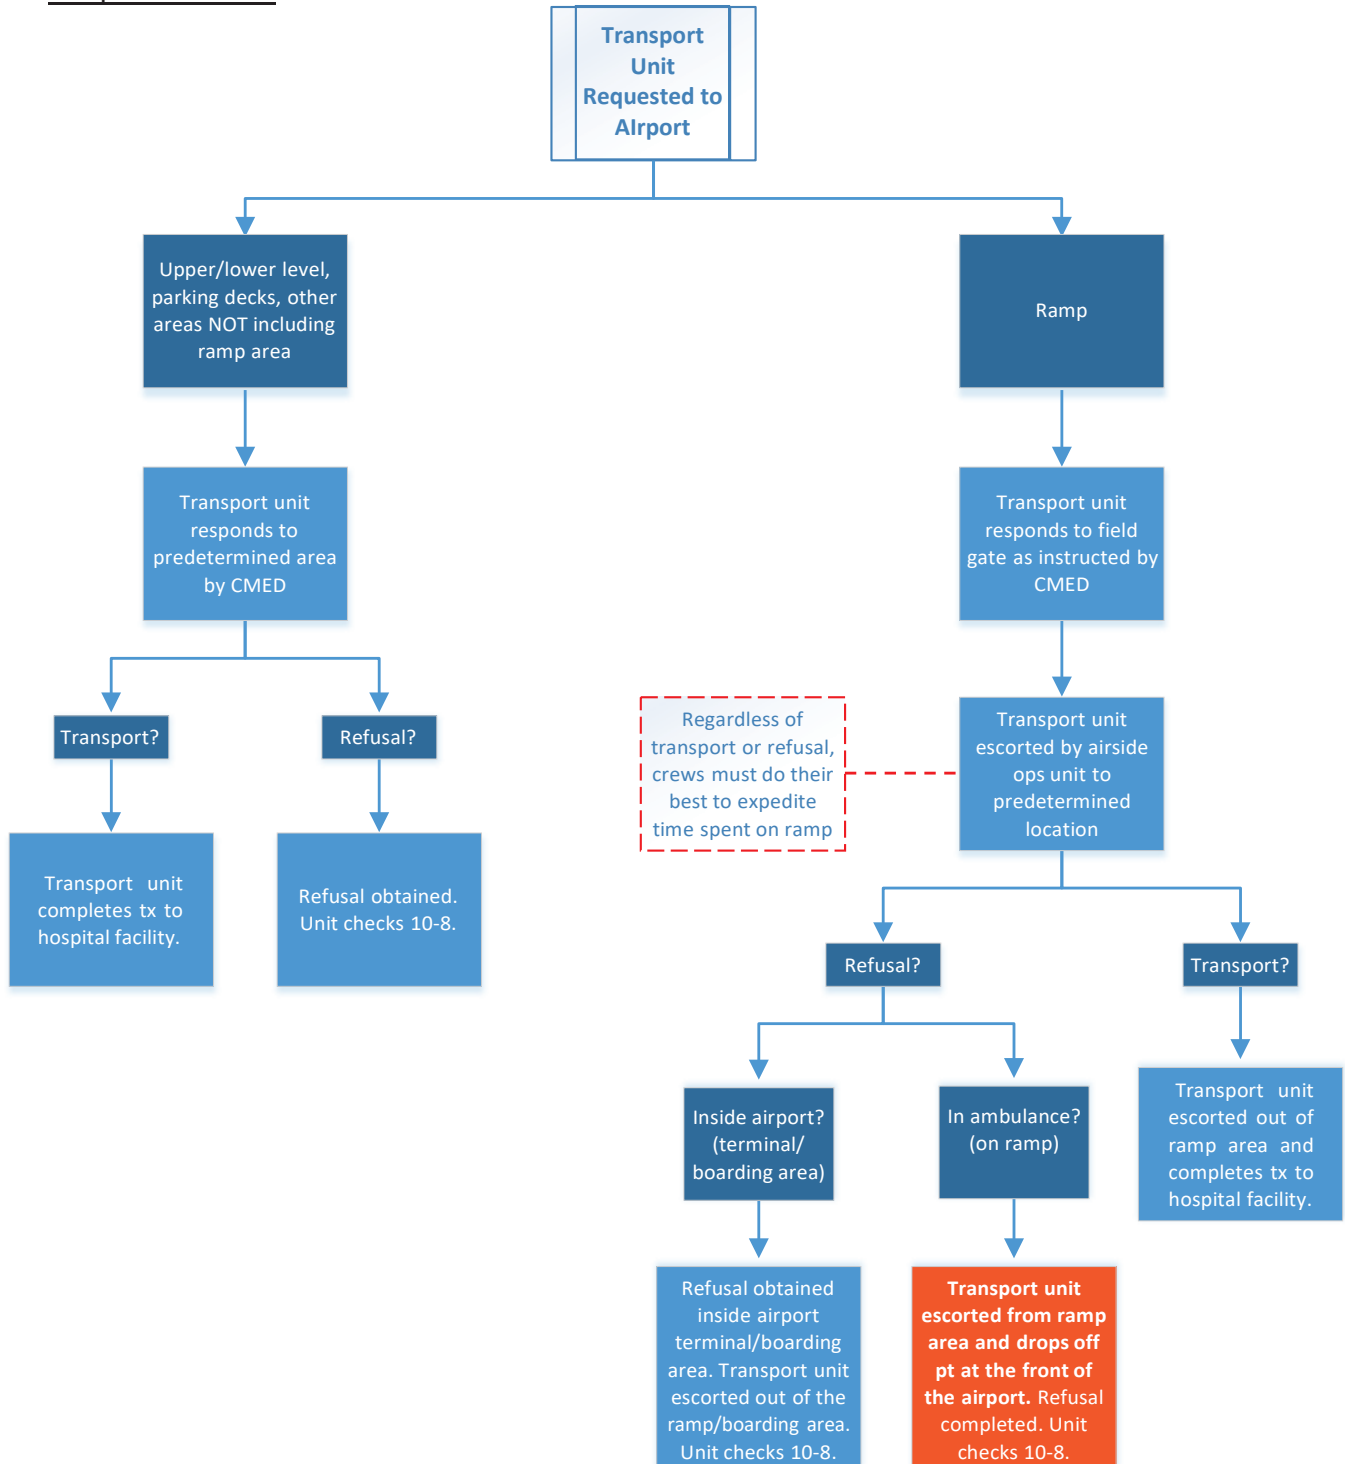 Transport
Unit
Requested to
AIrport
Upper/lower level,
parking decks, other
areas NOT including
ramp area
Ramp
Transport unit
responds to
predetermined area
by CMED
Transport unit
responds to field
gate as instructed by
CMED
Transport?
Refusal?
Regardless of
transport or refusal,
crews must do their
best to expedite
time spent on ramp
Transport unit
escorted by airside
ops unit to
predetermined
location
Transport unit
completes tx to
hospital facility.
Refusal obtained.
Unit checks 10-8.
Refusal?
Transport?
Inside airport?
(terminal/
boarding area)
In ambulance?
(on ramp)
Transport unit
escorted out of
ramp area and
completes tx to
hospital facility.
Refusal obtained
inside airport
terminal/boarding
area. Transport unit
escorted out of the
ramp/boarding area.
Unit checks 10-8.
Transport unit
escorted from ramp
area and drops off
pt at the front of
the airport. Refusal
completed. Unit
checks 10-8.